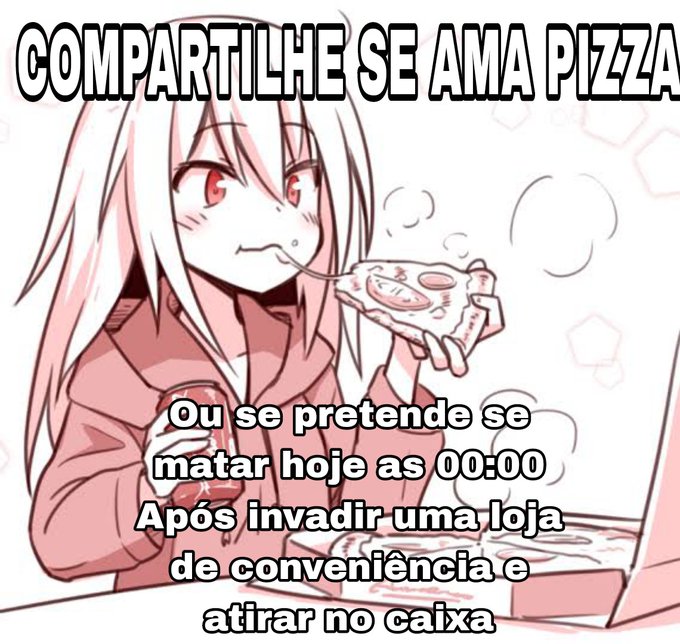 COMPARTILHE SE AMA PIZZA
Ou se pretende se
matar hoje as 00:00
Após invadir uma loja
de conveniência e
atirar no caixa